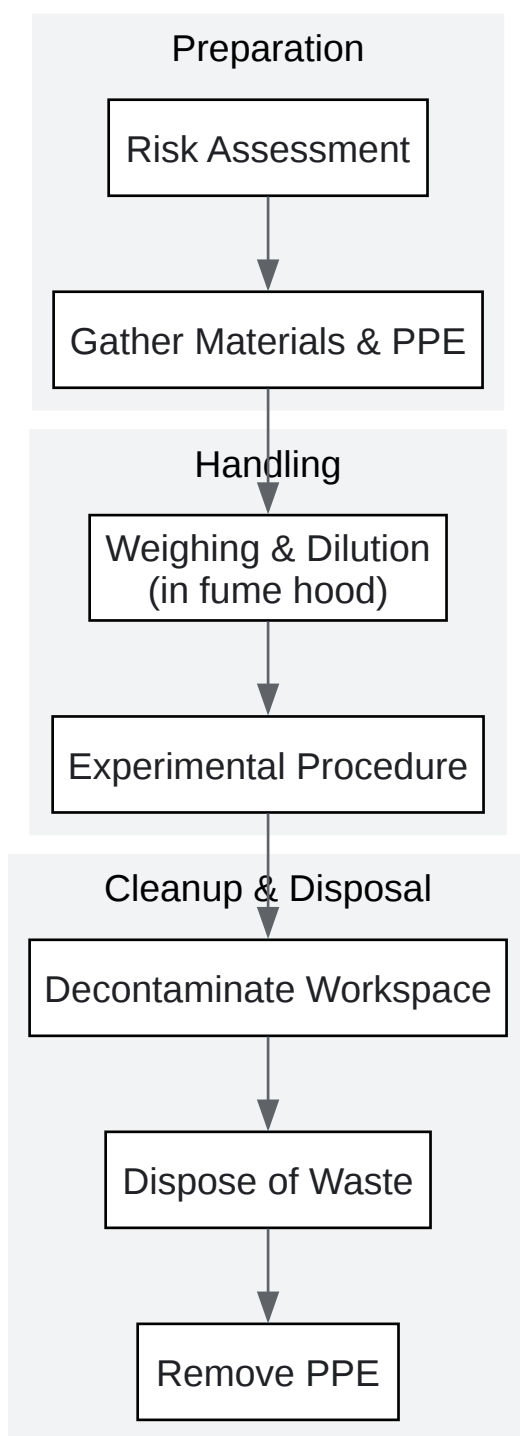 Preparation
Risk Assessment
Gather Materials & PPE
Handling
Weighing & Dilution
(in fume hood)
Experimental Procedure
Cleanup & Disposal
Decontaminate Workspace
Dispose of Waste
Remove PPE